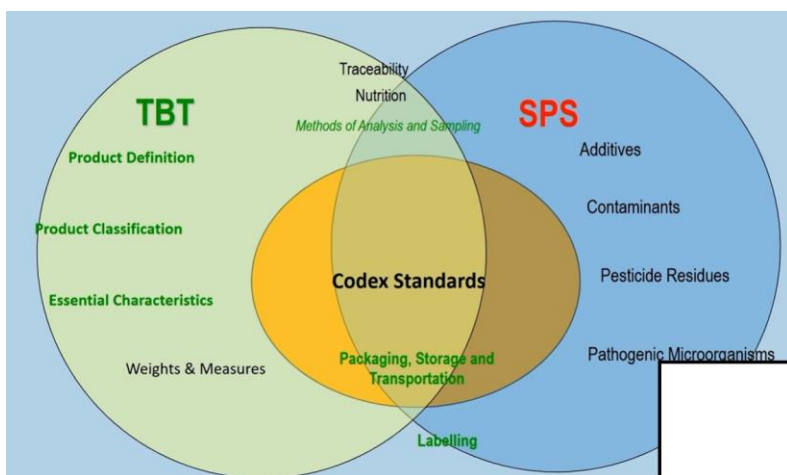 Traceability
Nutrition
Methods of Analysis and Sampling
TBT
SPS
Product Definition
Additives
Product Classification
Contaminants
Essential Characteristics
Codex Standards
Pesticide Residues
Weights & Measures
Packaging, Storage and
Transportation
Pathogenic Microorganisms
Labelling